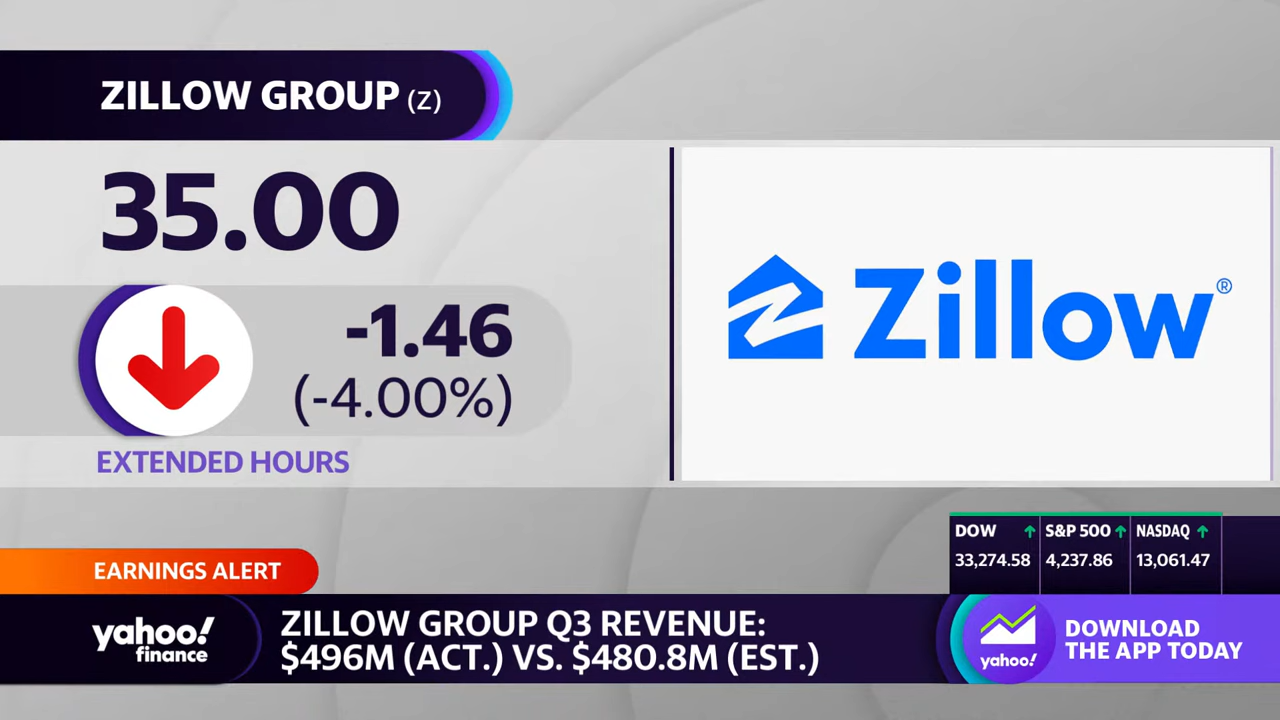 ZILLOW GROUP (Z)
35.00
-1.46
(-4.00%)
EXTENDED HOURS
Zillow®
DOW
33,274.58
S&P 500
4,237.86
NASDAQ
13,061.47
EARNINGS ALERT
yahoo!
finance
ZILLOW GROUP Q3 REVENUE:
$496M (ACT.) VS. $480.8M (EST.)
yahoo!
DOWNLOAD
THE APP TODAY